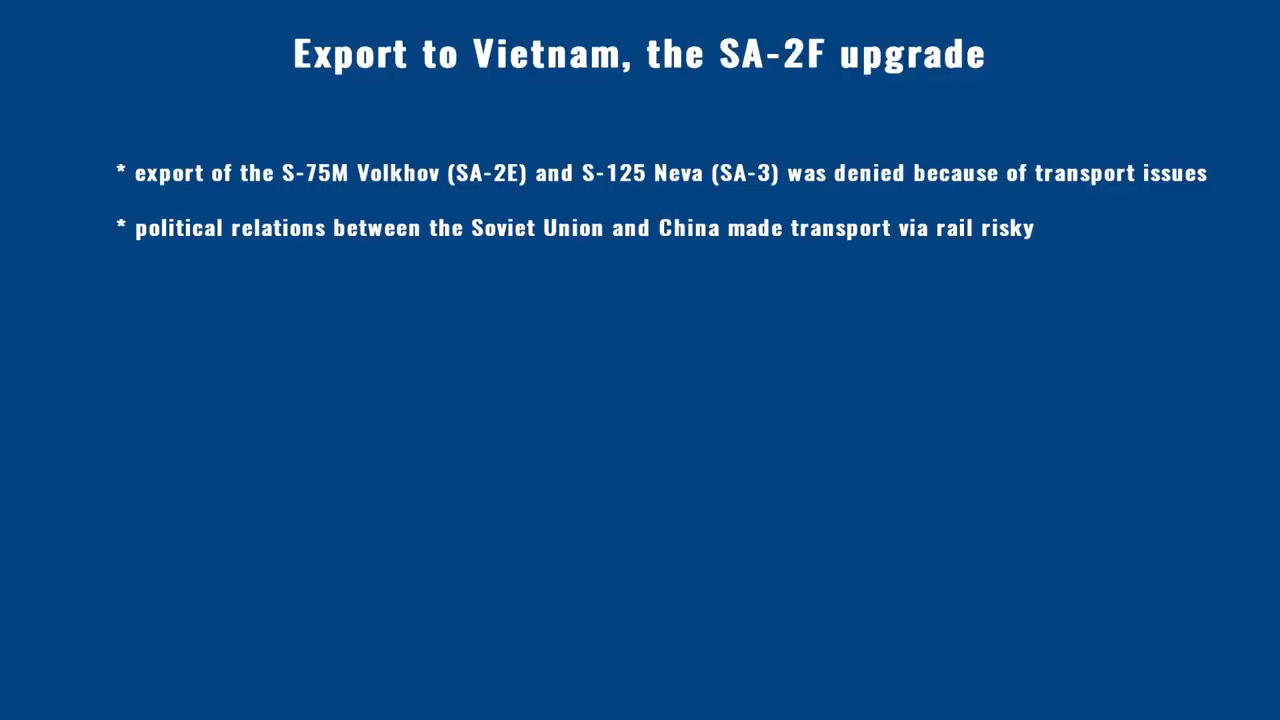 Export to Vietnam, the SA-2F upgrade
* export of the S-75M Volkhov (SA-2E) and S-125 Neva (SA-3) was denied because of transport issues
* political relations between the Soviet Union and China made transport via rail risky